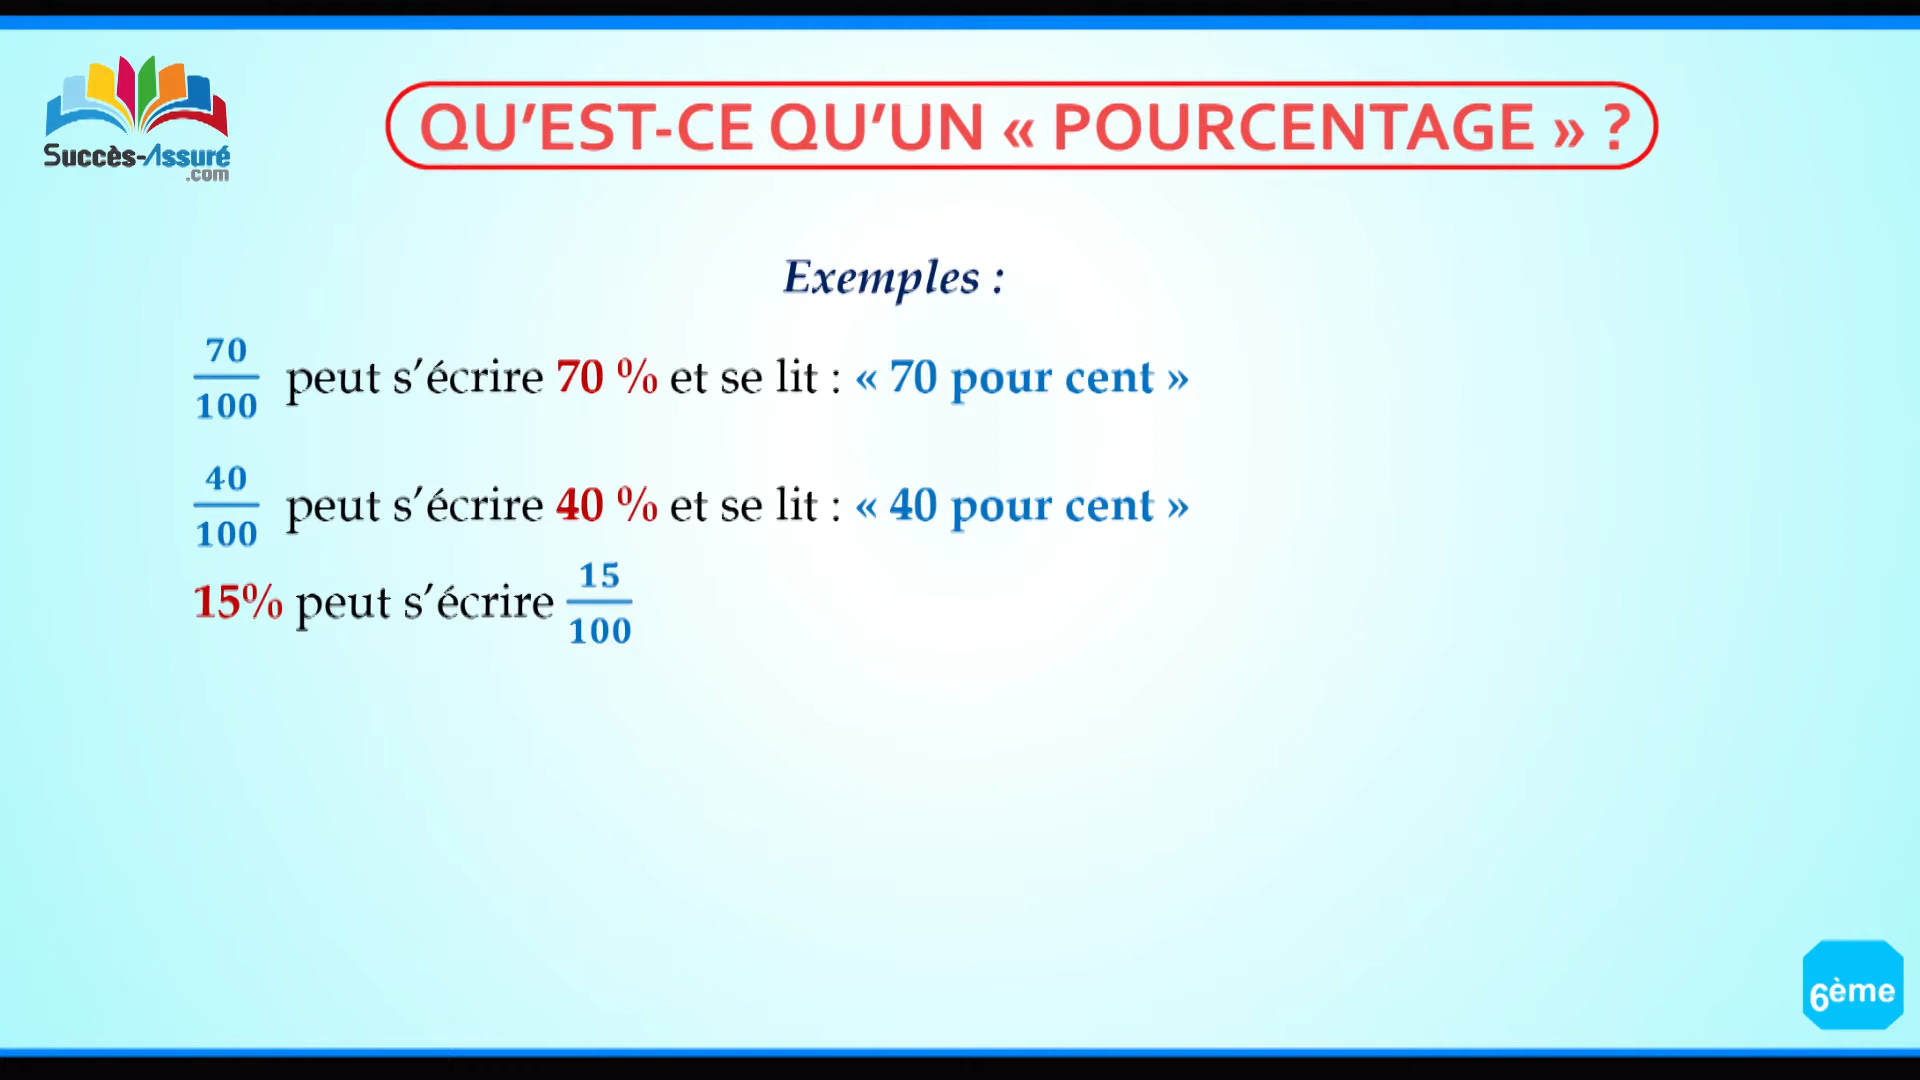 Succès-Assuré
.com
QU’EST-CE QU’UN « POURCENTAGE » ?
Exemples :
70/100 peut s’écrire 70 % et se lit : « 70 pour cent »
40/100 peut s’écrire 40 % et se lit : « 40 pour cent »
15% peut s’écrire 15/100
6ème